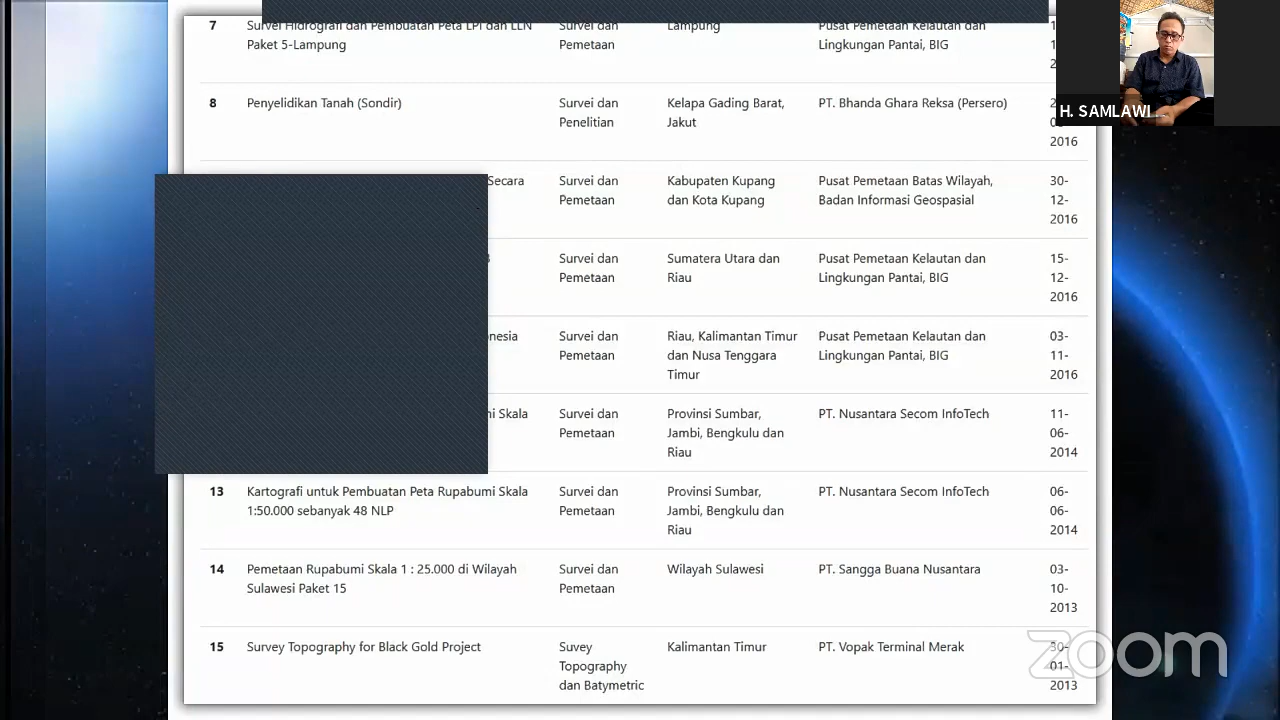 7 Survei Hidrografi dan Pembuatan Peta LPI dan LLN Survei dan Lampung Pusat Pemetaan Kelautan dan
Paket 5-Lampung Pemetaan Lingkungan Pantai, BIG
H. SAMLAWI...
8 Penyelidikan Tanah (Sondir) Survei dan Kelapa Gading Barat, PT. Bhanda Ghara Reksa (Persero)
Penelitian Jakut
2016
Secara Survei dan Kabupaten Kupang Pusat Pemetaan Batas Wilayah, 30-
Pemetaan dan Kota Kupang Badan Informasi Geospasial 12-
2016
Survei dan Sumatera Utara dan Pusat Pemetaan Kelautan dan 15-
Pemetaan Riau Lingkungan Pantai, BIG 12-
2016
Survei dan Riau, Kalimantan Timur Pusat Pemetaan Kelautan dan 03-
Pemetaan dan Nusa Tenggara Lingkungan Pantai, BIG 11-
Timur 2016
Skala Survei dan Provinsi Sumbar, PT. Nusantara Secom InfoTech 11-
Pemetaan Jambi, Bengkulu dan 06-
Riau 2014
13 Kartografi untuk Pembuatan Peta Rupabumi Skala Survei dan Provinsi Sumbar, PT. Nusantara Secom InfoTech 06-
1:50.000 sebanyak 48 NLP Pemetaan Jambi, Bengkulu dan 06-
Riau 2014
14 Pemetaan Rupabumi Skala 1 : 25.000 di Wilayah Survei dan Wilayah Sulawesi PT. Sangga Buana Nusantara 03-
Sulawesi Paket 15 Pemetaan 10-
2013
15 Survey Topography for Black Gold Project Suvey Kalimantan Timur PT. Vopak Terminal Merak 30-
Topography 01-
dan Batymetric 2013
zoom